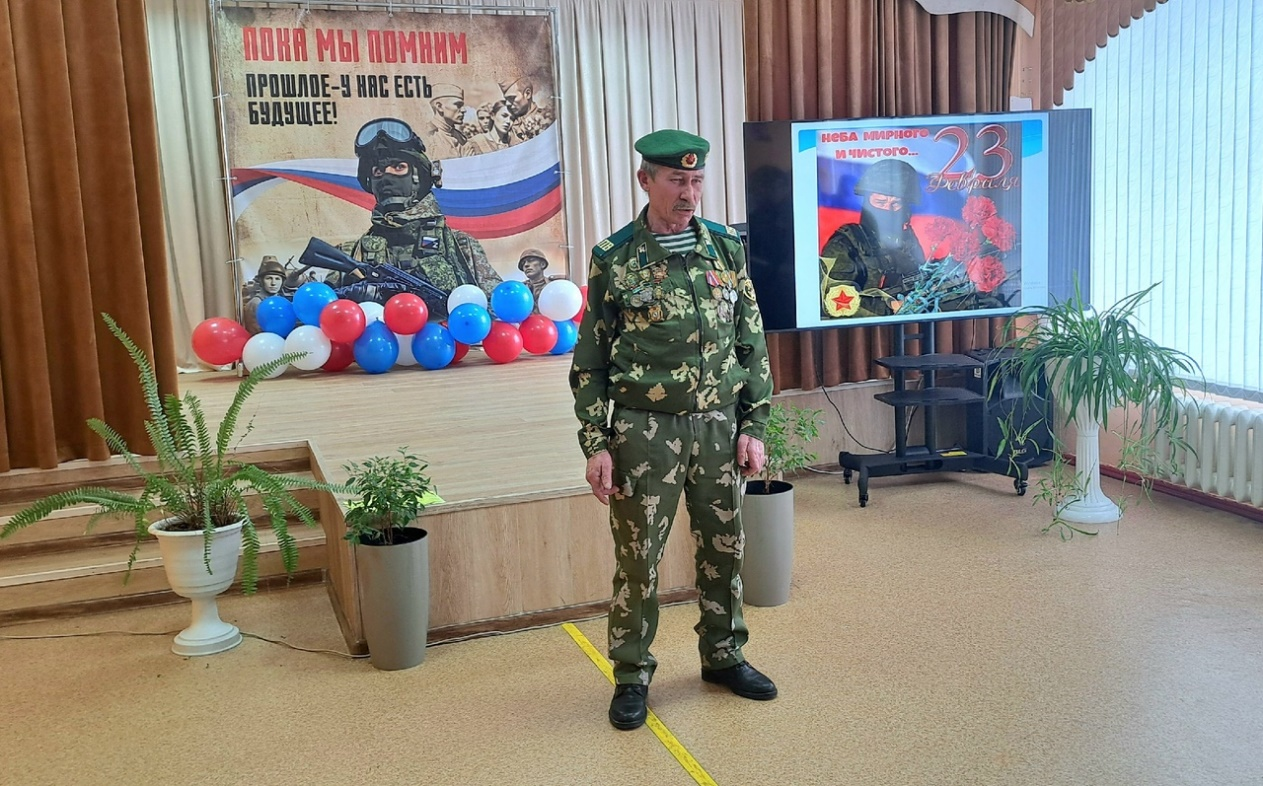 ПОКА МЫ ПОМНИМ
ПРОШЛОЕ-У НАС ЕСТЬ
БУДУЩЕЕ!
Неба мирного
и чистого...
23
Февраля